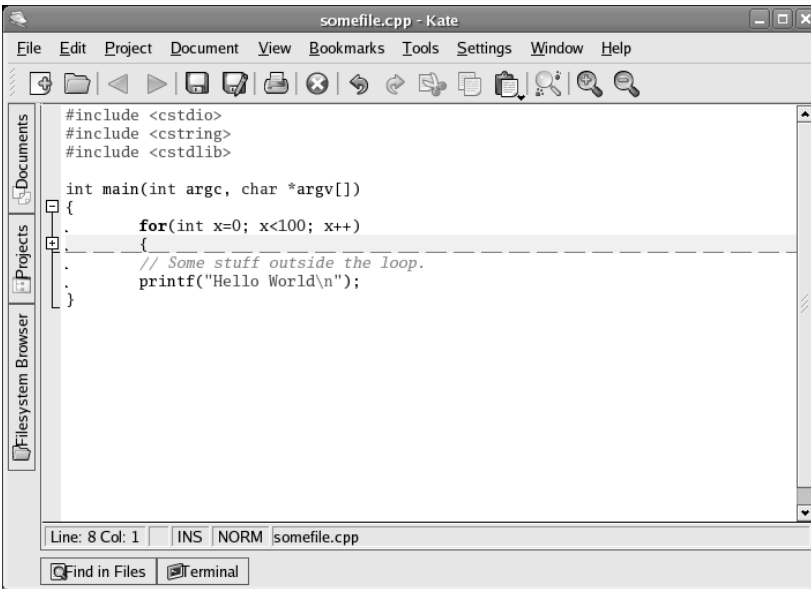 somefile.cpp - Kate
File Edit Project Document View Bookmarks Tools Settings Window Help
Documents
Projects
Filesystem Browser
#include <cstdio>
#include <cstring>
#include <cstdlib>
int main(int argc, char *argv[])
{
for(int x=0; x<100; x++)
{
// Some stuff outside the loop.
printf("Hello World\n");
}
Line: 8 Col: 1 INS NORM somefile.cpp
Find in Files Terminal